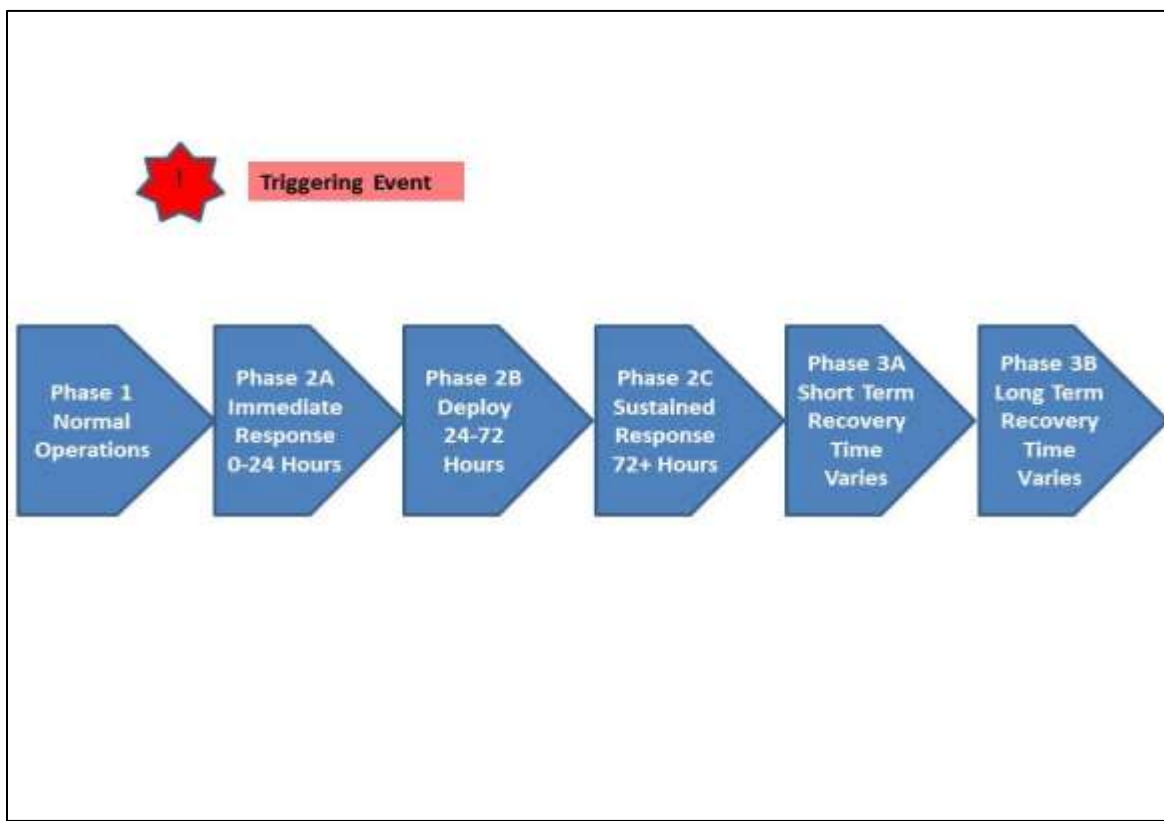 !
Triggering Event
Phase 1
Normal
Operations
Phase 2A
Immediate
Response
0-24 Hours
Phase 2B
Deploy
24-72
Hours
Phase 2C
Sustained
Response
72+ Hours
Phase 3A
Short Term
Recovery
Time
Varies
Phase 3B
Long Term
Recovery
Time
Varies